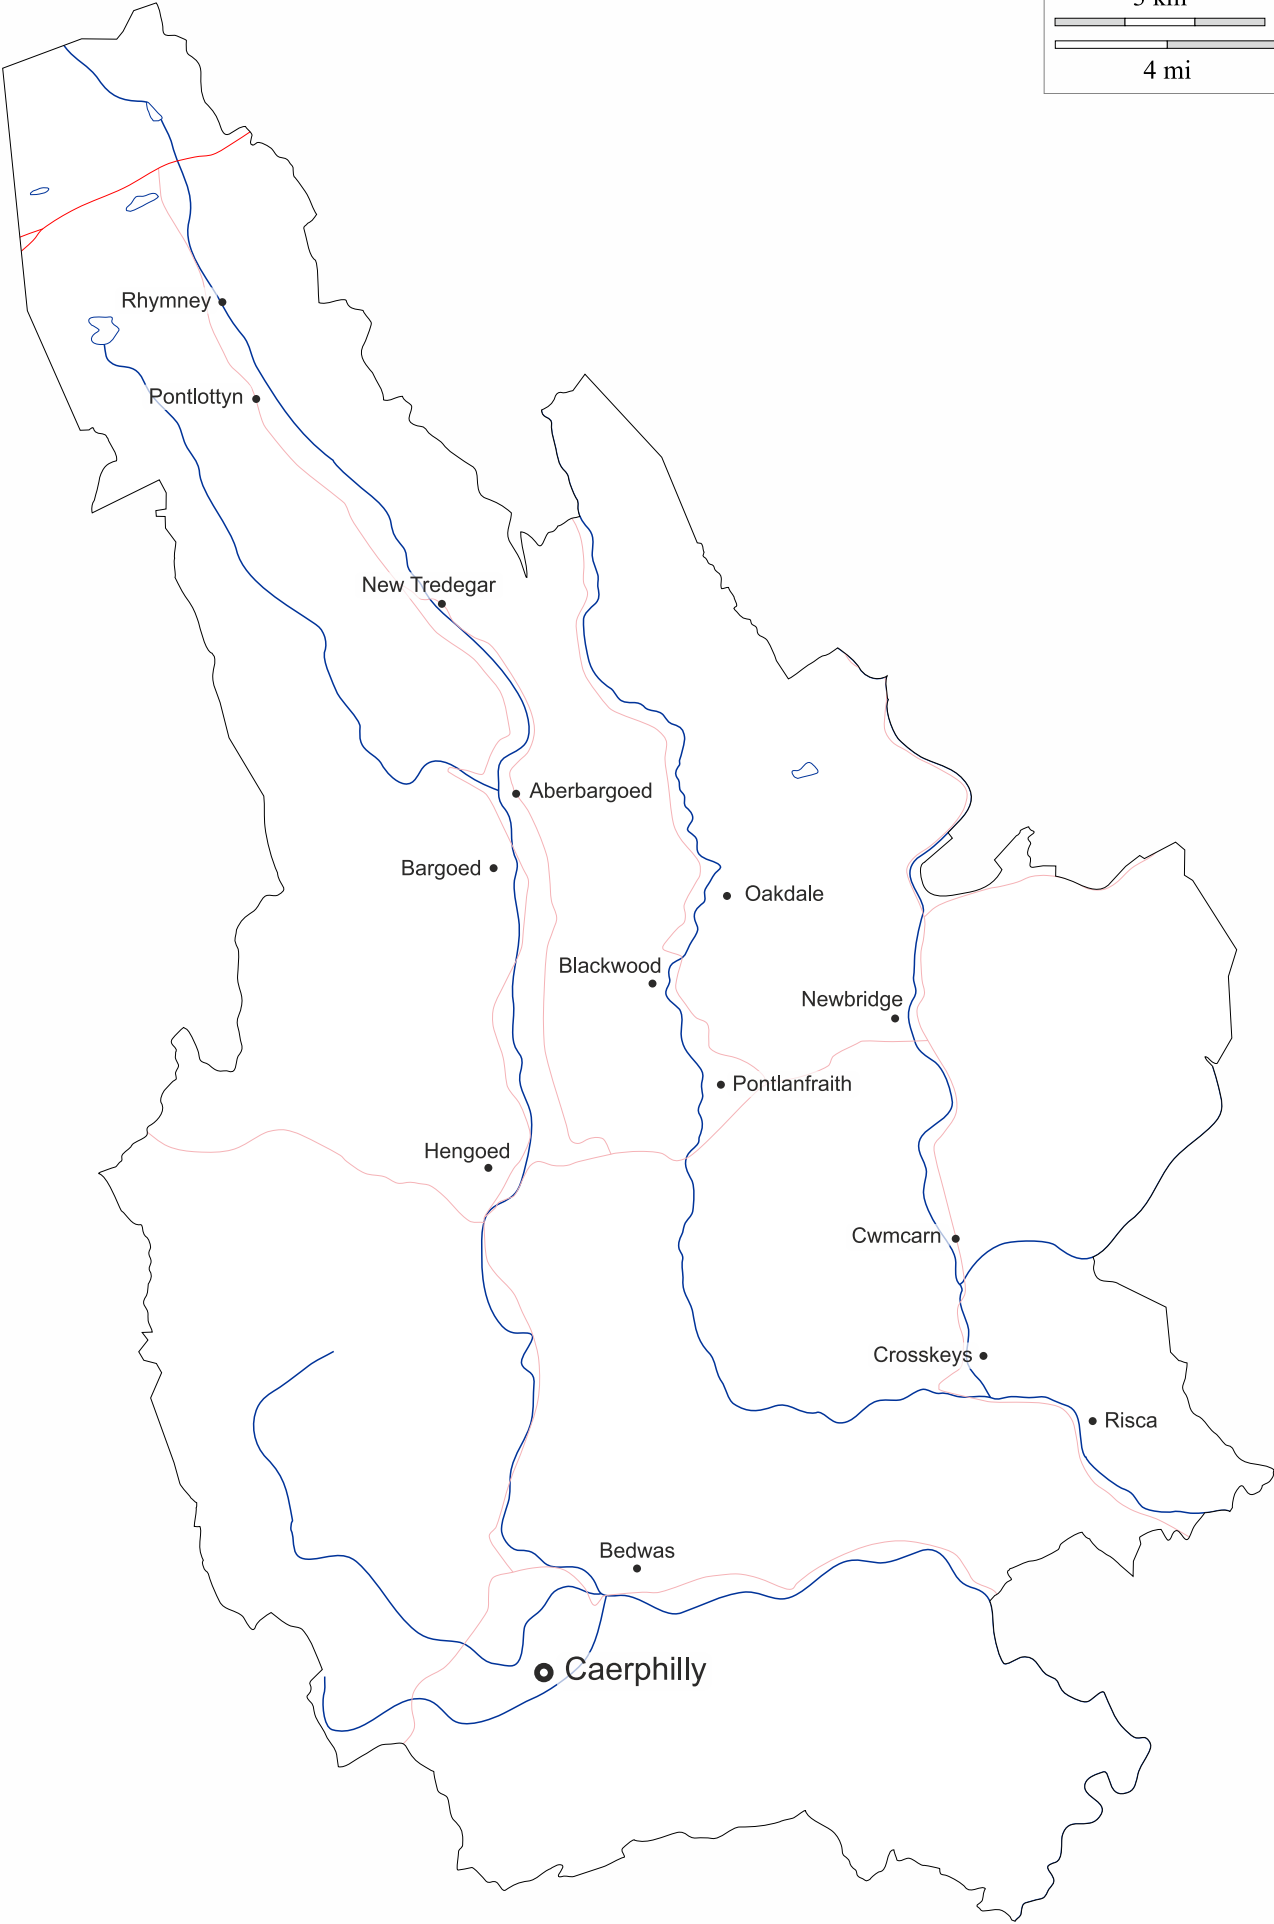 4 mi
Rhymney
Pontlottyn
New Tredegar
Aberbargoed
Bargoed
Oakdale
Blackwood
Newbridge
Pontlanfraith
Hengoed
Cwmcarn
Crosskeys
Risca
Bedwas
Caerphilly